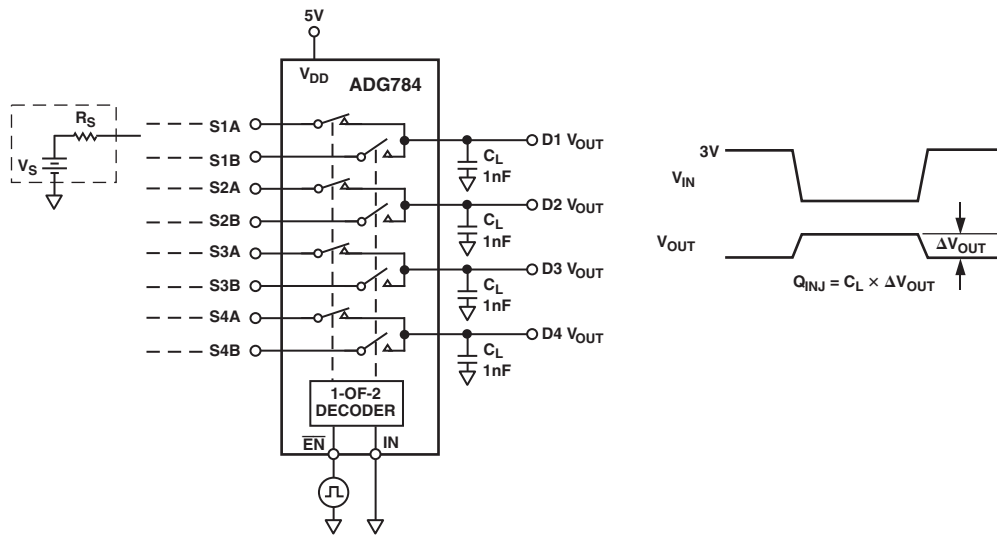 5V
VDD
ADG784
RS
VS
S1A
S1B
S2A
S2B
S3A
S3B
S4A
S4B
D1 VOUT
CL
1nF
D2 VOUT
CL
1nF
D3 VOUT
CL
1nF
D4 VOUT
CL
1nF
1-OF-2
DECODER
EN
IN
3V
VIN
VOUT
ΔVOUT
QINJ = CL × ΔVOUT